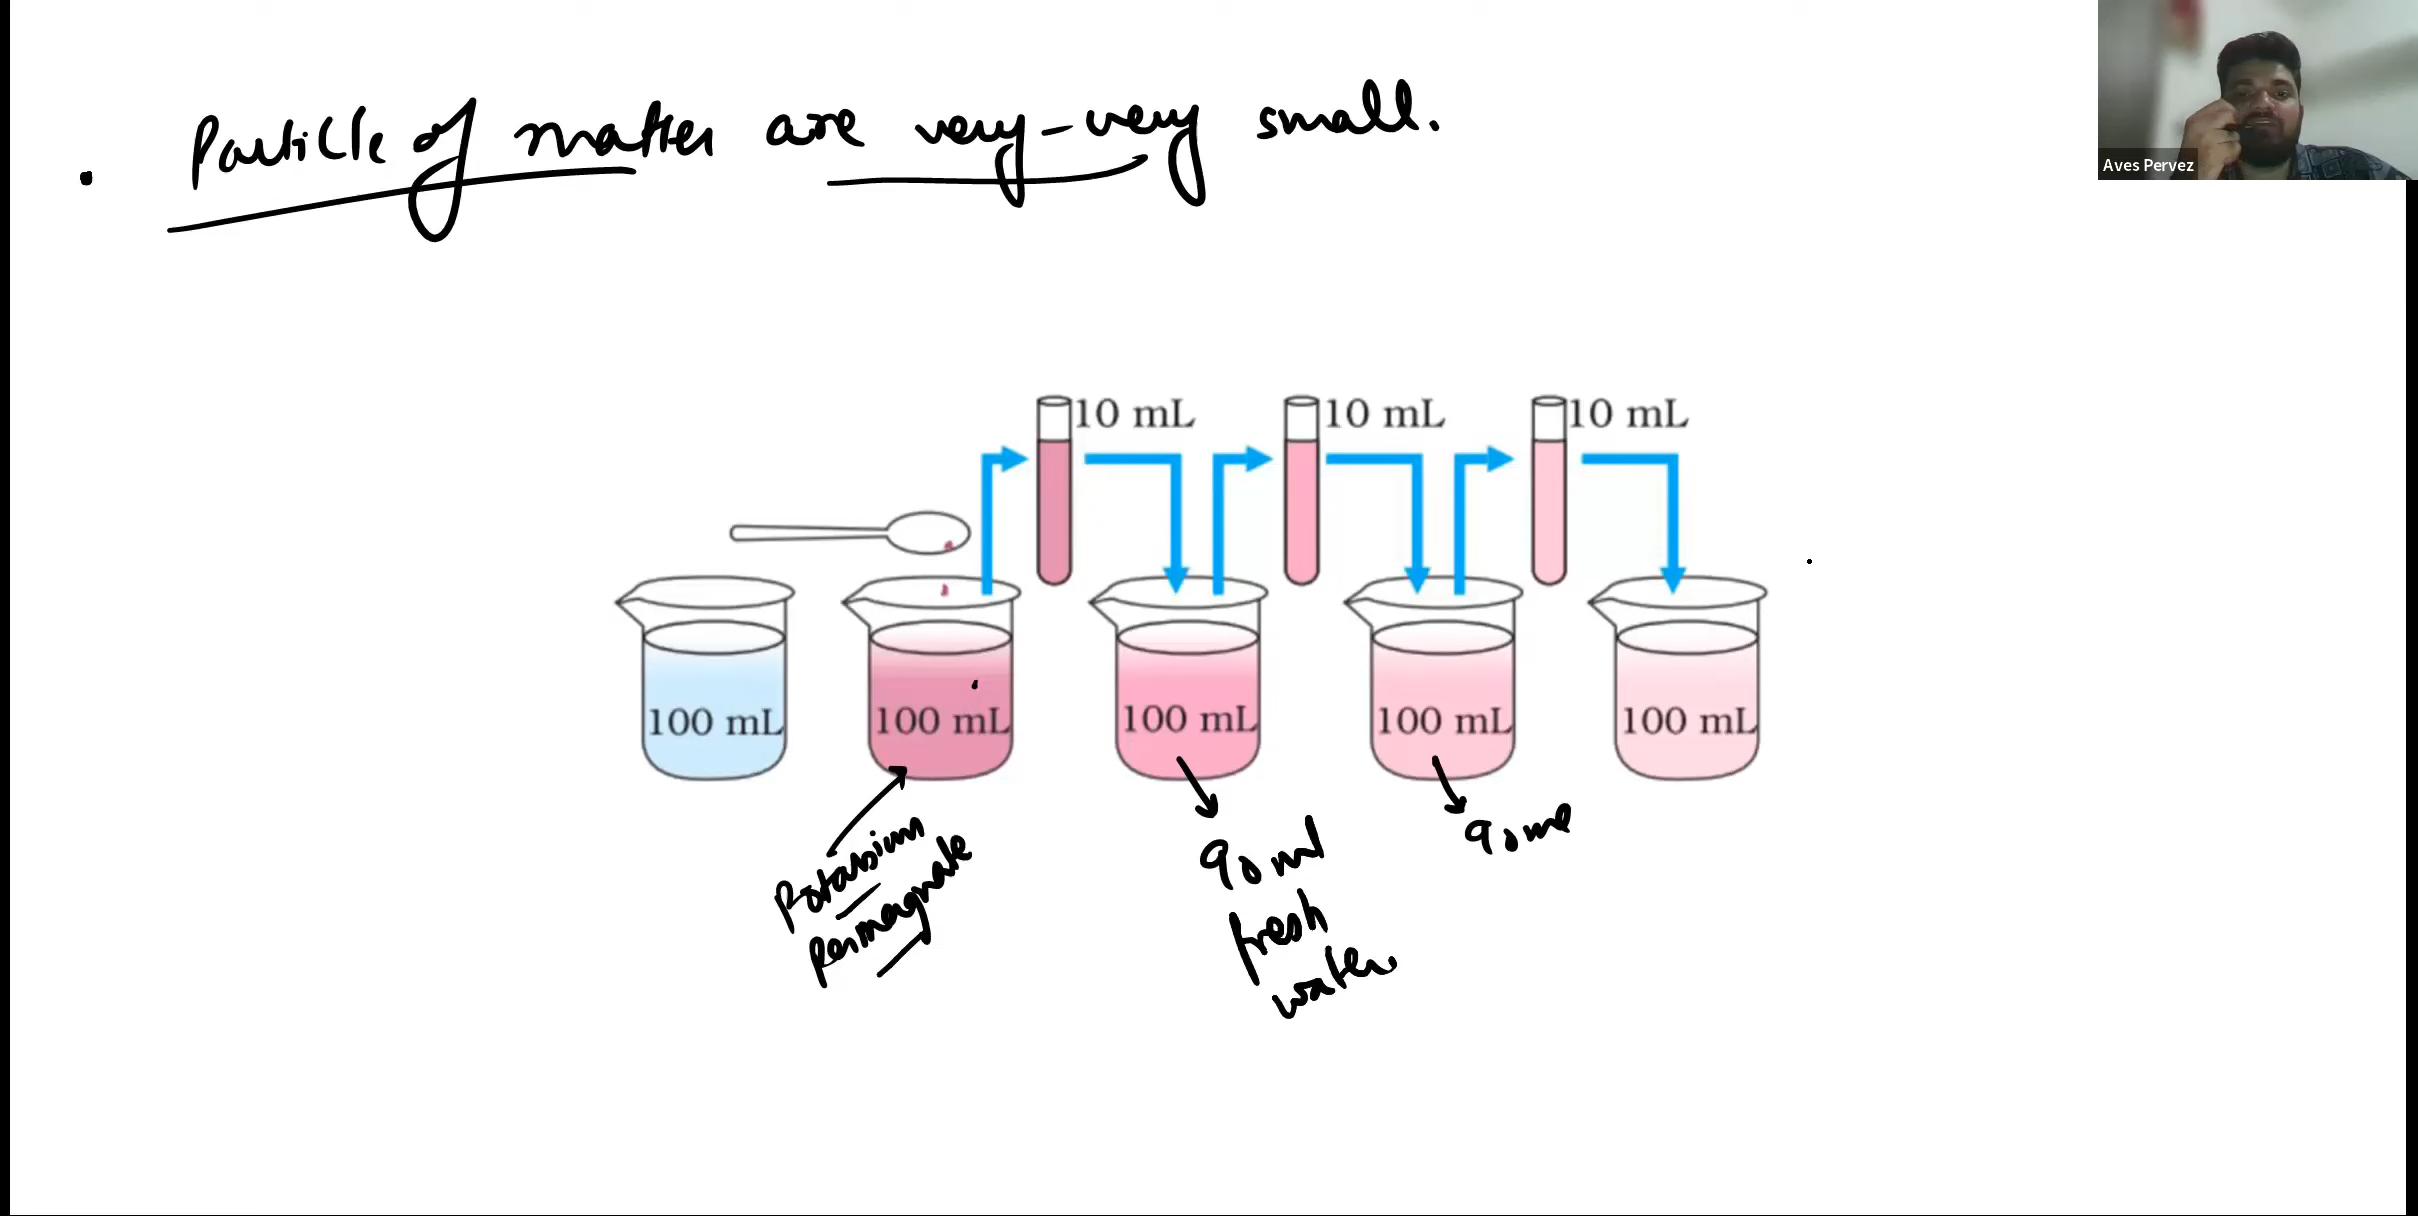 Particle of matter are very-very small.
Aves Pervez
10 mL
10 mL
10 mL
100 mL
100 mL
100 mL
100 mL
100 mL
Potassium
Permagnate
90 ml
fresh
water
90 ml